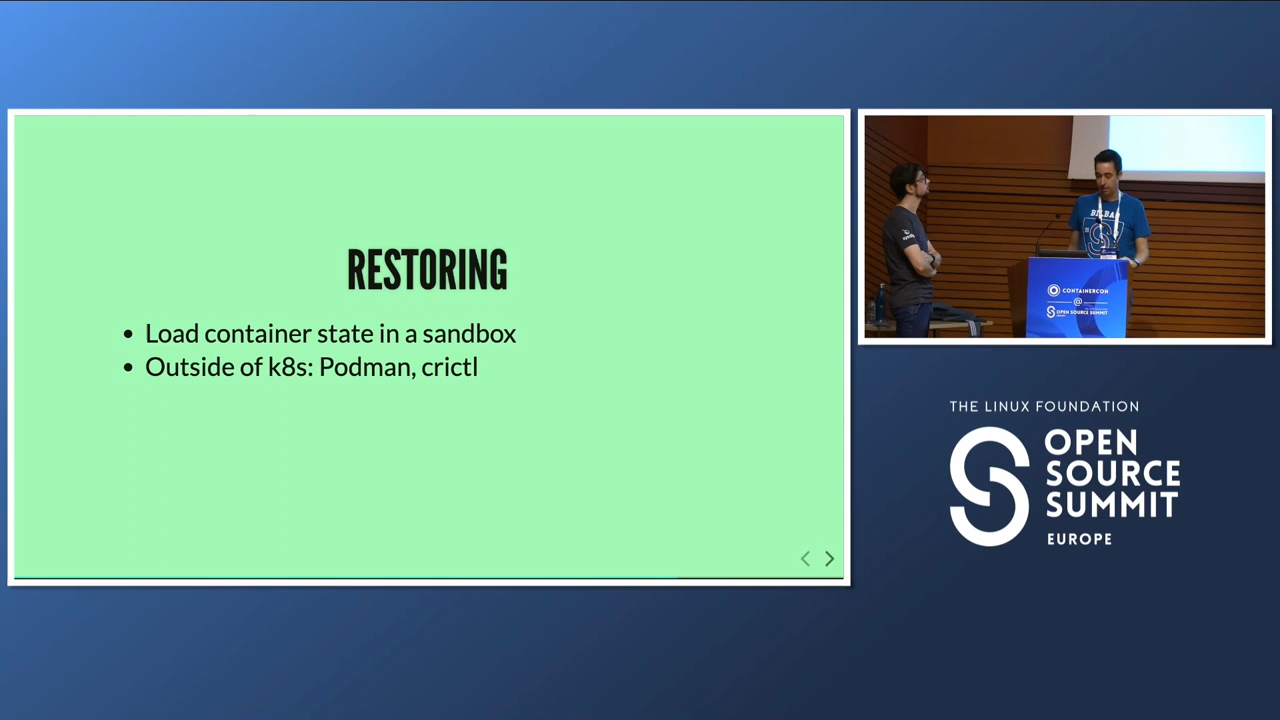 RESTORING
Load container state in a sandbox
Outside of k8s: Podman, crictl
BILBAO
CONTAINERCON
@
OPEN SOURCE SUMMIT
THE LINUX FOUNDATION
OPEN
SOURCE
SUMMIT
EUROPE